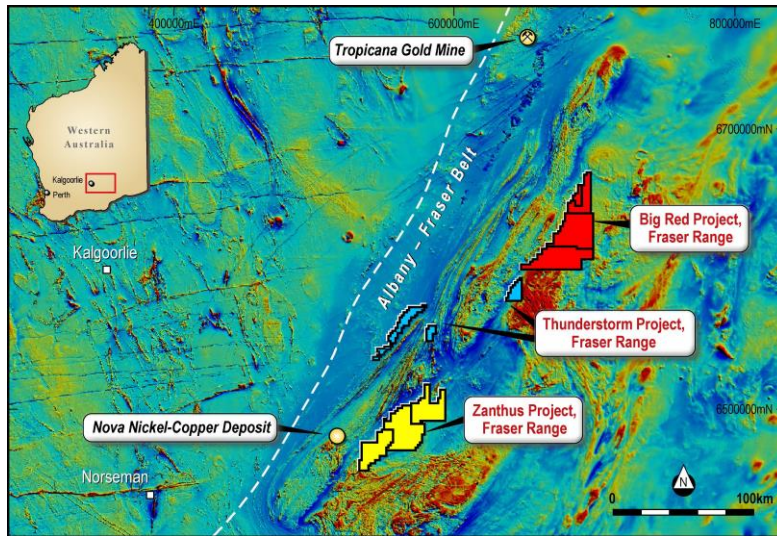 400000mE
600000mE
800000mE
Tropicana Gold Mine
6700000mN
Western
Australia
Kalgoorlie
Perth
Albany – Fraser Belt
Big Red Project,
Fraser Range
Kalgoorlie
Thunderstorm Project,
Fraser Range
Nova Nickel-Copper Deposit
Zanthus Project,
Fraser Range
6500000mN
Norseman
N
0
100km